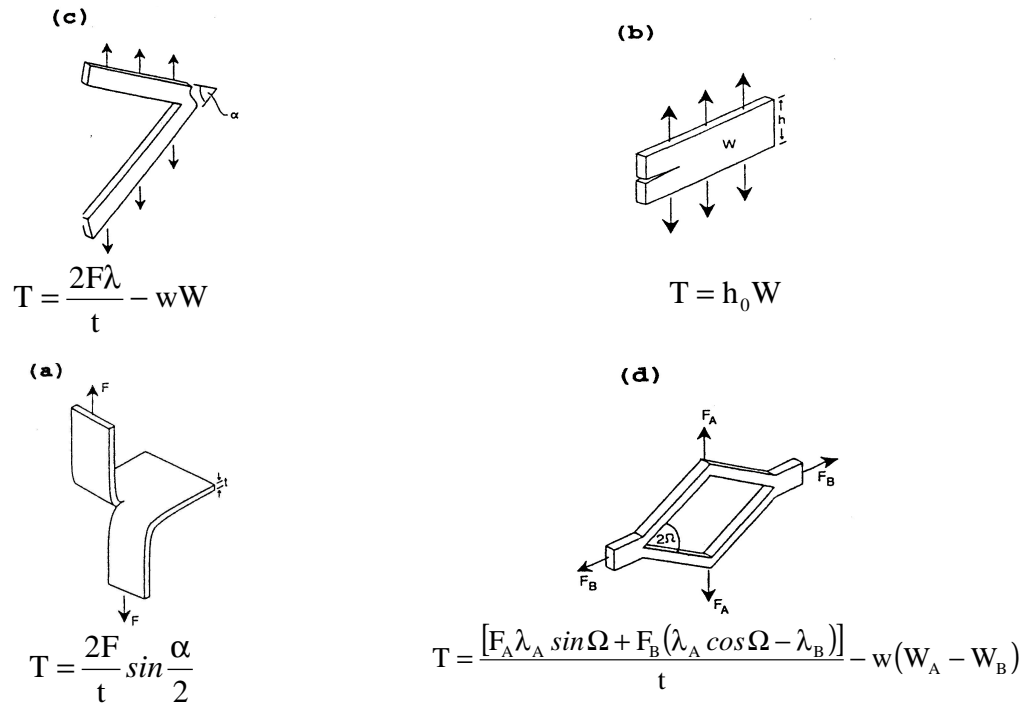 (c)
(b)
α
h
W
T = 2Fλ/t − wW
T = h₀W
(a)
(d)
F
F_A
t
F_B
2Ω
F_B
F
F_A
T = 2F/t sin α/2
T = [F_Aλ_A sinΩ + F_B(λ_A cosΩ − λ_B)]/t − w(W_A − W_B)